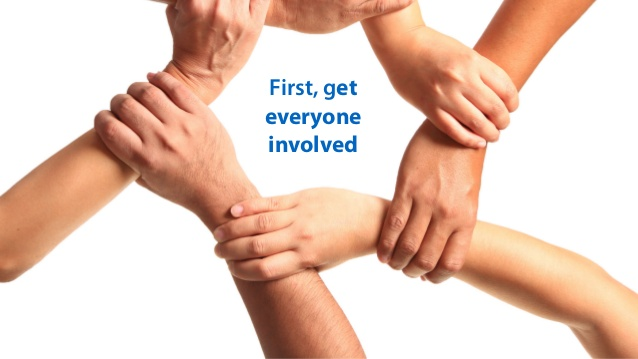 First, get
everyone
involved